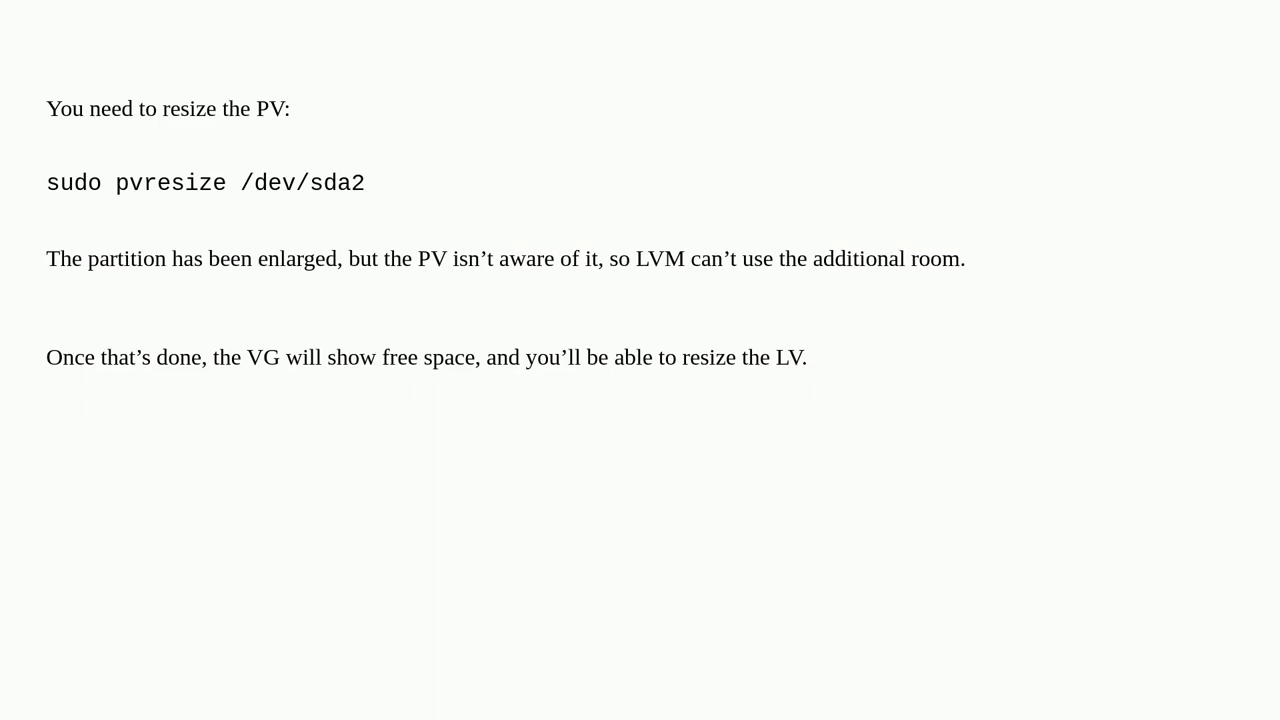 You need to resize the PV:
sudo pvresize /dev/sda2
The partition has been enlarged, but the PV isn’t aware of it, so LVM can’t use the additional room.
Once that’s done, the VG will show free space, and you’ll be able to resize the LV.